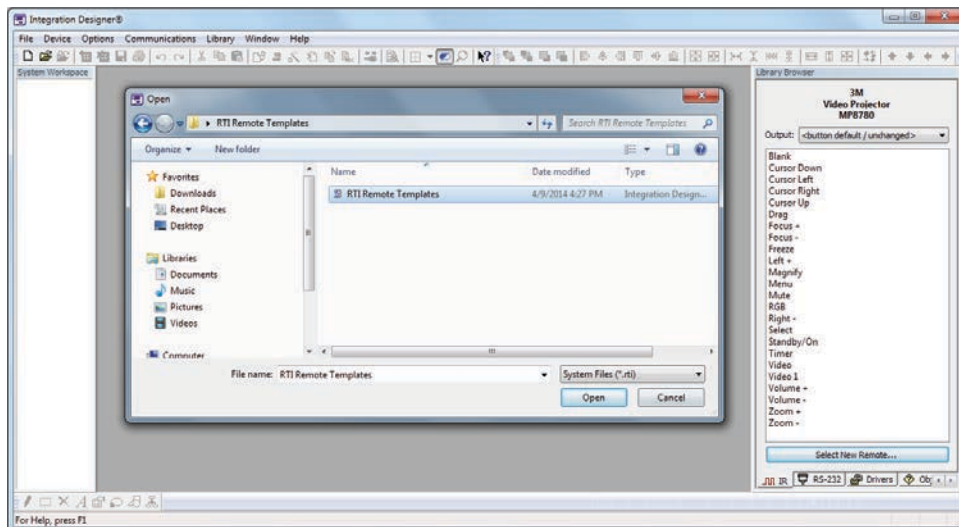 Integration Designer®
File Device Options Communications Library Window Help
System Workspace
Library Browser
Open
RTI Remote Templates
Search RTI Remote Templates
Organize
New folder
Name
Date modified
Type
Favorites
Downloads
Recent Places
Desktop
Libraries
Documents
Music
Pictures
Videos
Computer
RTI Remote Templates
4/9/2014 4:27 PM
Integration Design...
File name:
RTI Remote Templates
System Files (*.rti)
Open
Cancel
3M
Video Projector
MP8780
Output:
<button default / unchanged>
Blank
Cursor Down
Cursor Left
Cursor Right
Cursor Up
Drag
Focus +
Focus -
Freeze
Left +
Magnify
Menu
Mute
RGB
Right -
Select
Standby/On
Timer
Video
Video 1
Volume +
Volume -
Zoom +
Zoom -
Select New Remote...
IR
RS-232
Drivers
Obj
For Help, press F1